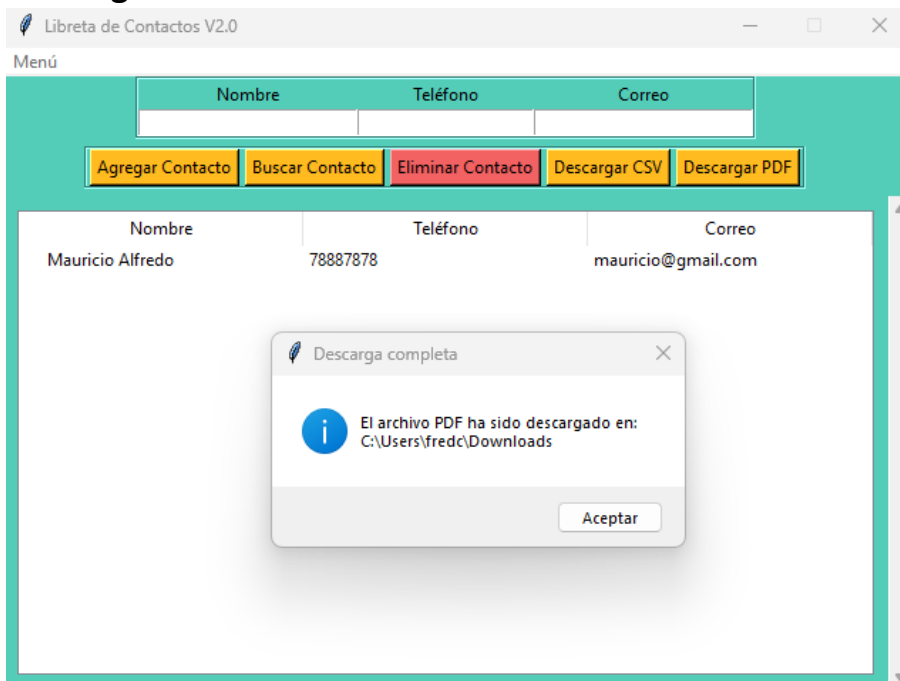 Libreta de Contactos V2.0
Menú
Nombre Teléfono Correo
Agregar Contacto Buscar Contacto Eliminar Contacto Descargar CSV Descargar PDF
Nombre Teléfono Correo
Mauricio Alfredo 78887878 mauricio@gmail.com
Descarga completa
El archivo PDF ha sido descargado en:
C:\Users\fredc\Downloads
Aceptar